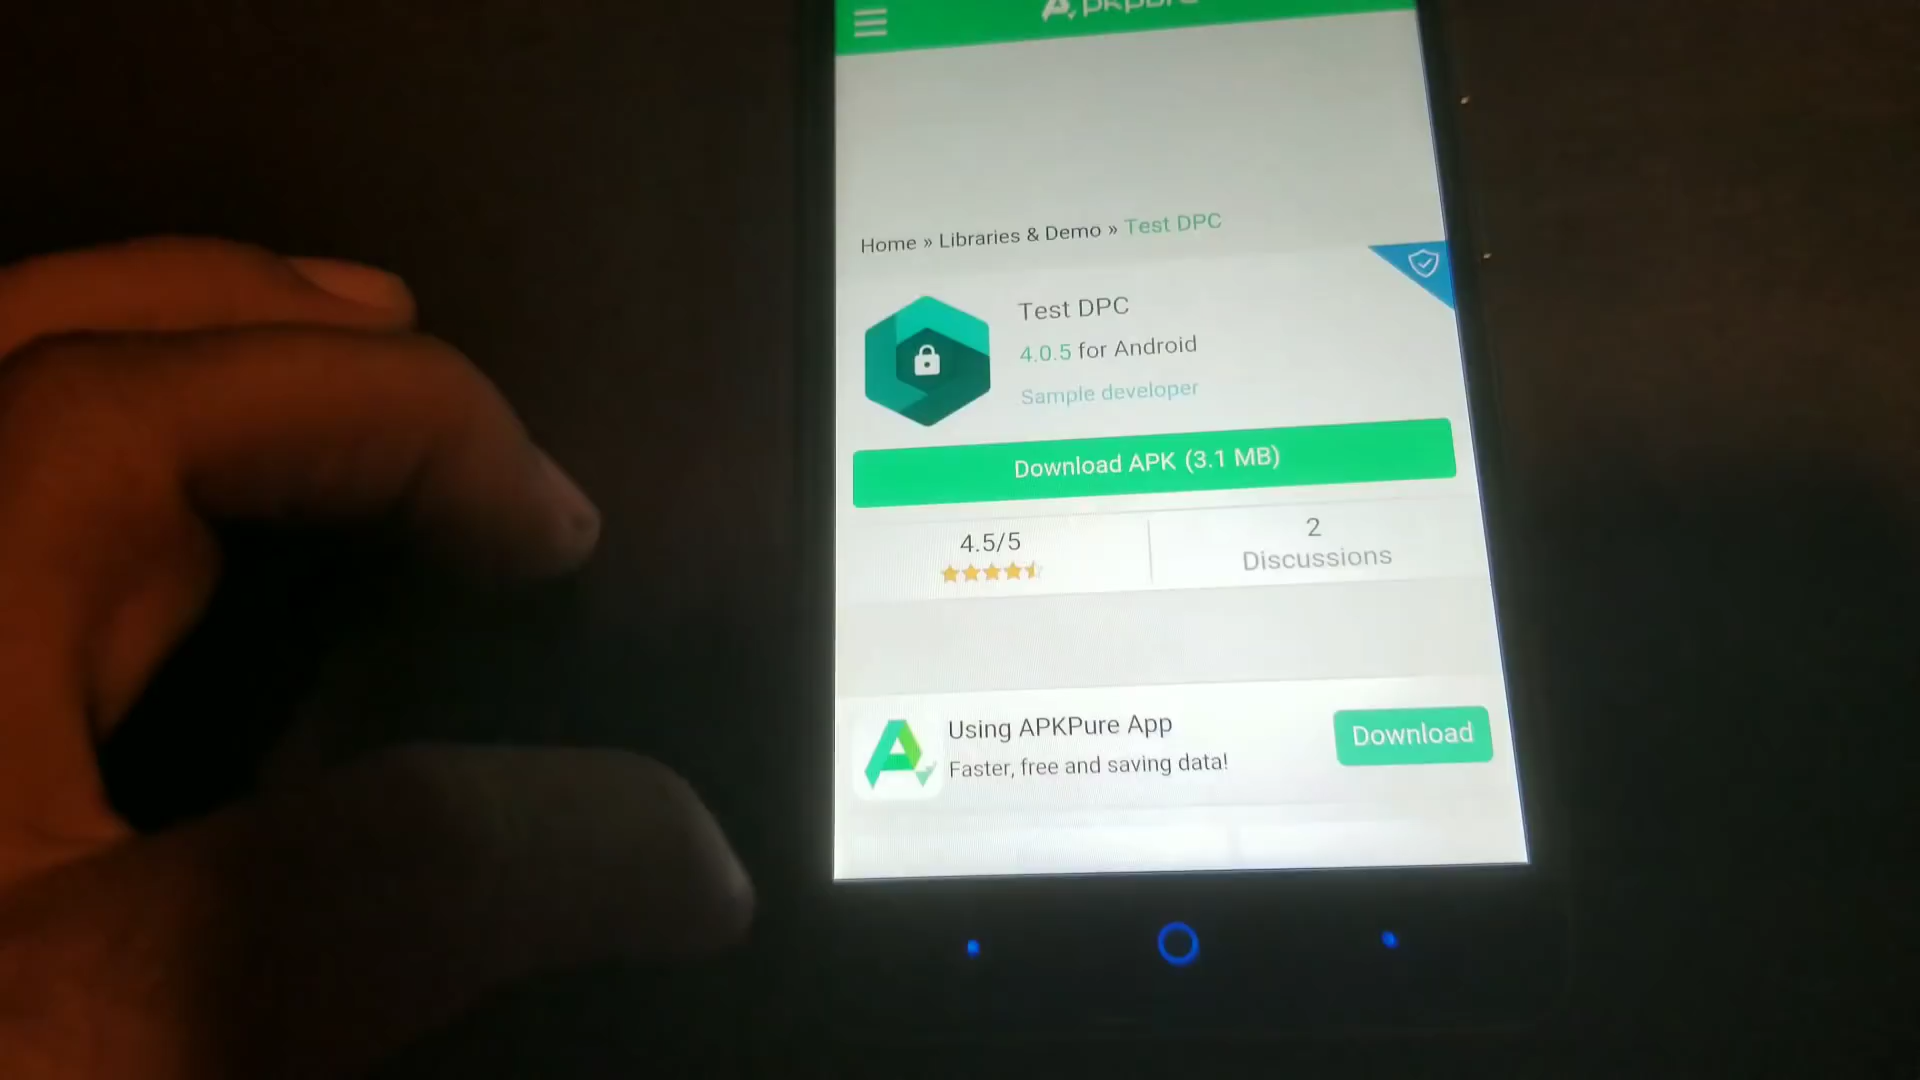 APKPure
Home » Libraries & Demo » Test DPC
Test DPC
4.0.5 for Android
Sample developer
Download APK (3.1 MB)
4.5/5
2
Discussions
Using APKPure App
Faster, free and saving data!
Download